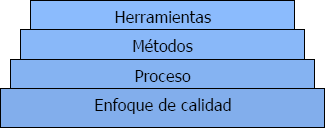 Herramientas
Métodos
Proceso
Enfoque de calidad